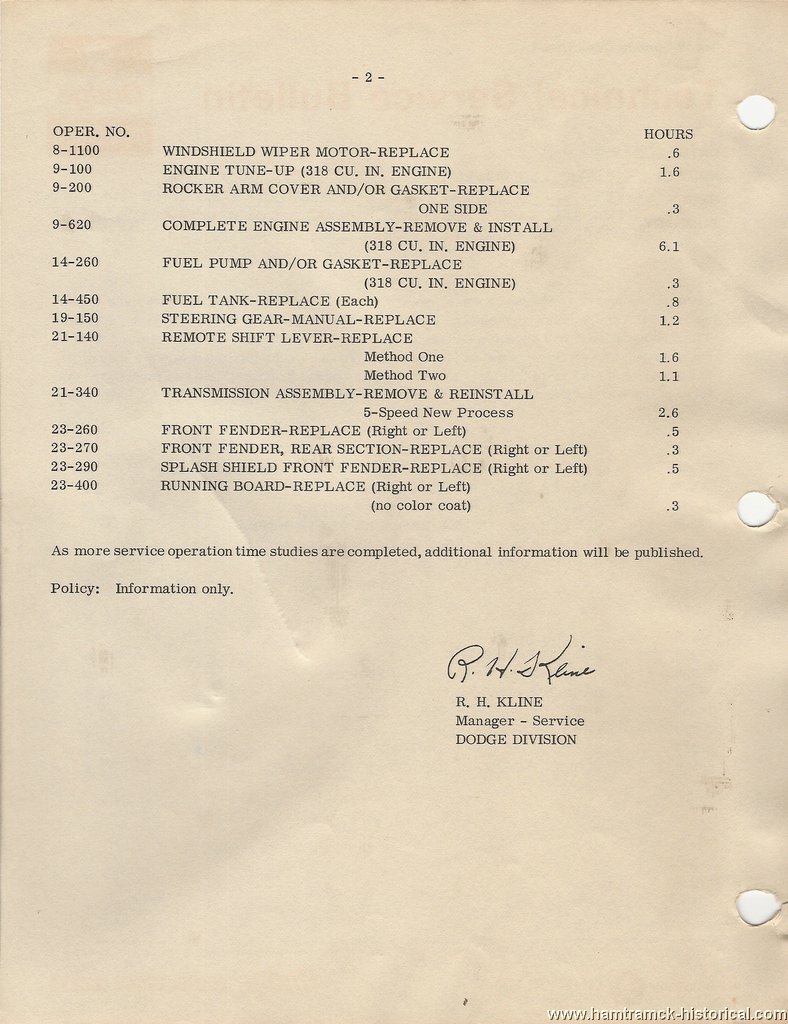 - 2 -
OPER. NO. HOURS
8-1100 WINDSHIELD WIPER MOTOR-REPLACE .6
9-100 ENGINE TUNE-UP (318 CU. IN. ENGINE) 1.6
9-200 ROCKER ARM COVER AND/OR GASKET-REPLACE
ONE SIDE .3
9-620 COMPLETE ENGINE ASSEMBLY-REMOVE & INSTALL
(318 CU. IN. ENGINE) 6.1
14-260 FUEL PUMP AND/OR GASKET-REPLACE
(318 CU. IN. ENGINE) .3
14-450 FUEL TANK-REPLACE (Each) .8
19-150 STEERING GEAR-MANUAL-REPLACE 1.2
21-140 REMOTE SHIFT LEVER-REPLACE
Method One 1.6
Method Two 1.1
21-340 TRANSMISSION ASSEMBLY-REMOVE & REINSTALL
5-Speed New Process 2.6
23-260 FRONT FENDER-REPLACE (Right or Left) .5
23-270 FRONT FENDER, REAR SECTION-REPLACE (Right or Left) .3
23-290 SPLASH SHIELD FRONT FENDER-REPLACE (Right or Left) .5
23-400 RUNNING BOARD-REPLACE (Right or Left)
(no color coat) .3
As more service operation time studies are completed, additional information will be published.
Policy: Information only.
R. H. Kline
R. H. KLINE
Manager - Service
DODGE DIVISION
www.hamtramck-historical.com